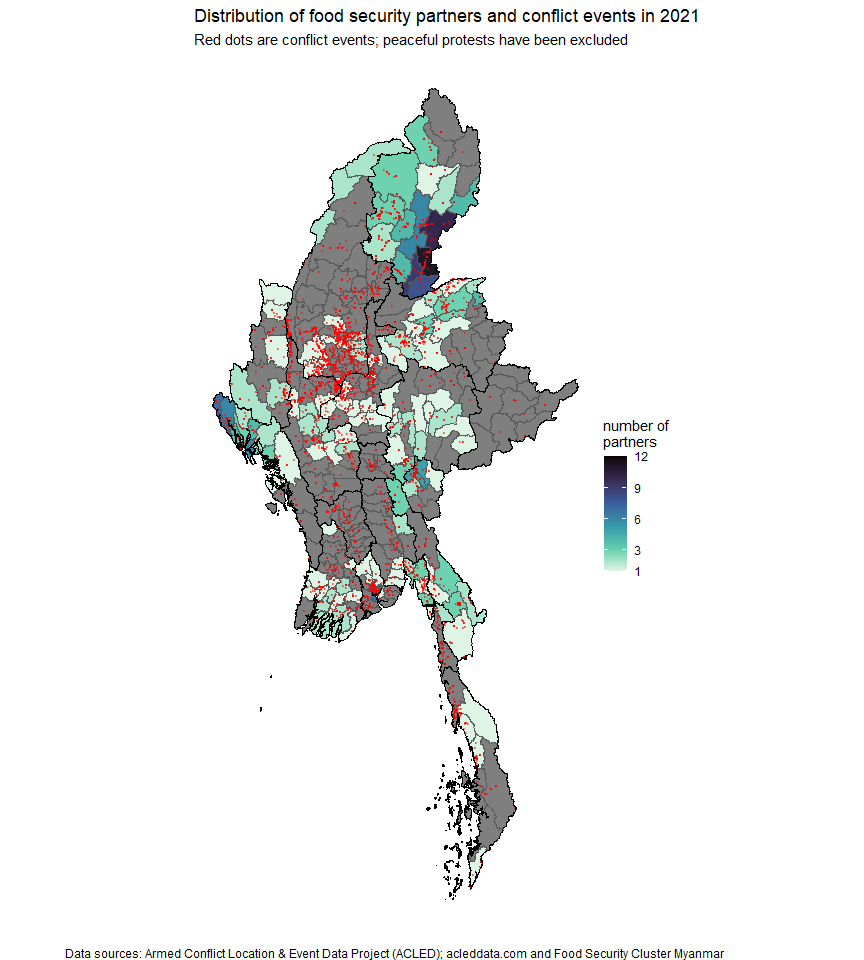 Distribution of food security partners and conflict events in 2021
Red dots are conflict events; peaceful protests have been excluded
number of
partners
12
9
6
3
1
Data sources: Armed Conflict Location & Event Data Project (ACLED); acleddata.com and Food Security Cluster Myanmar